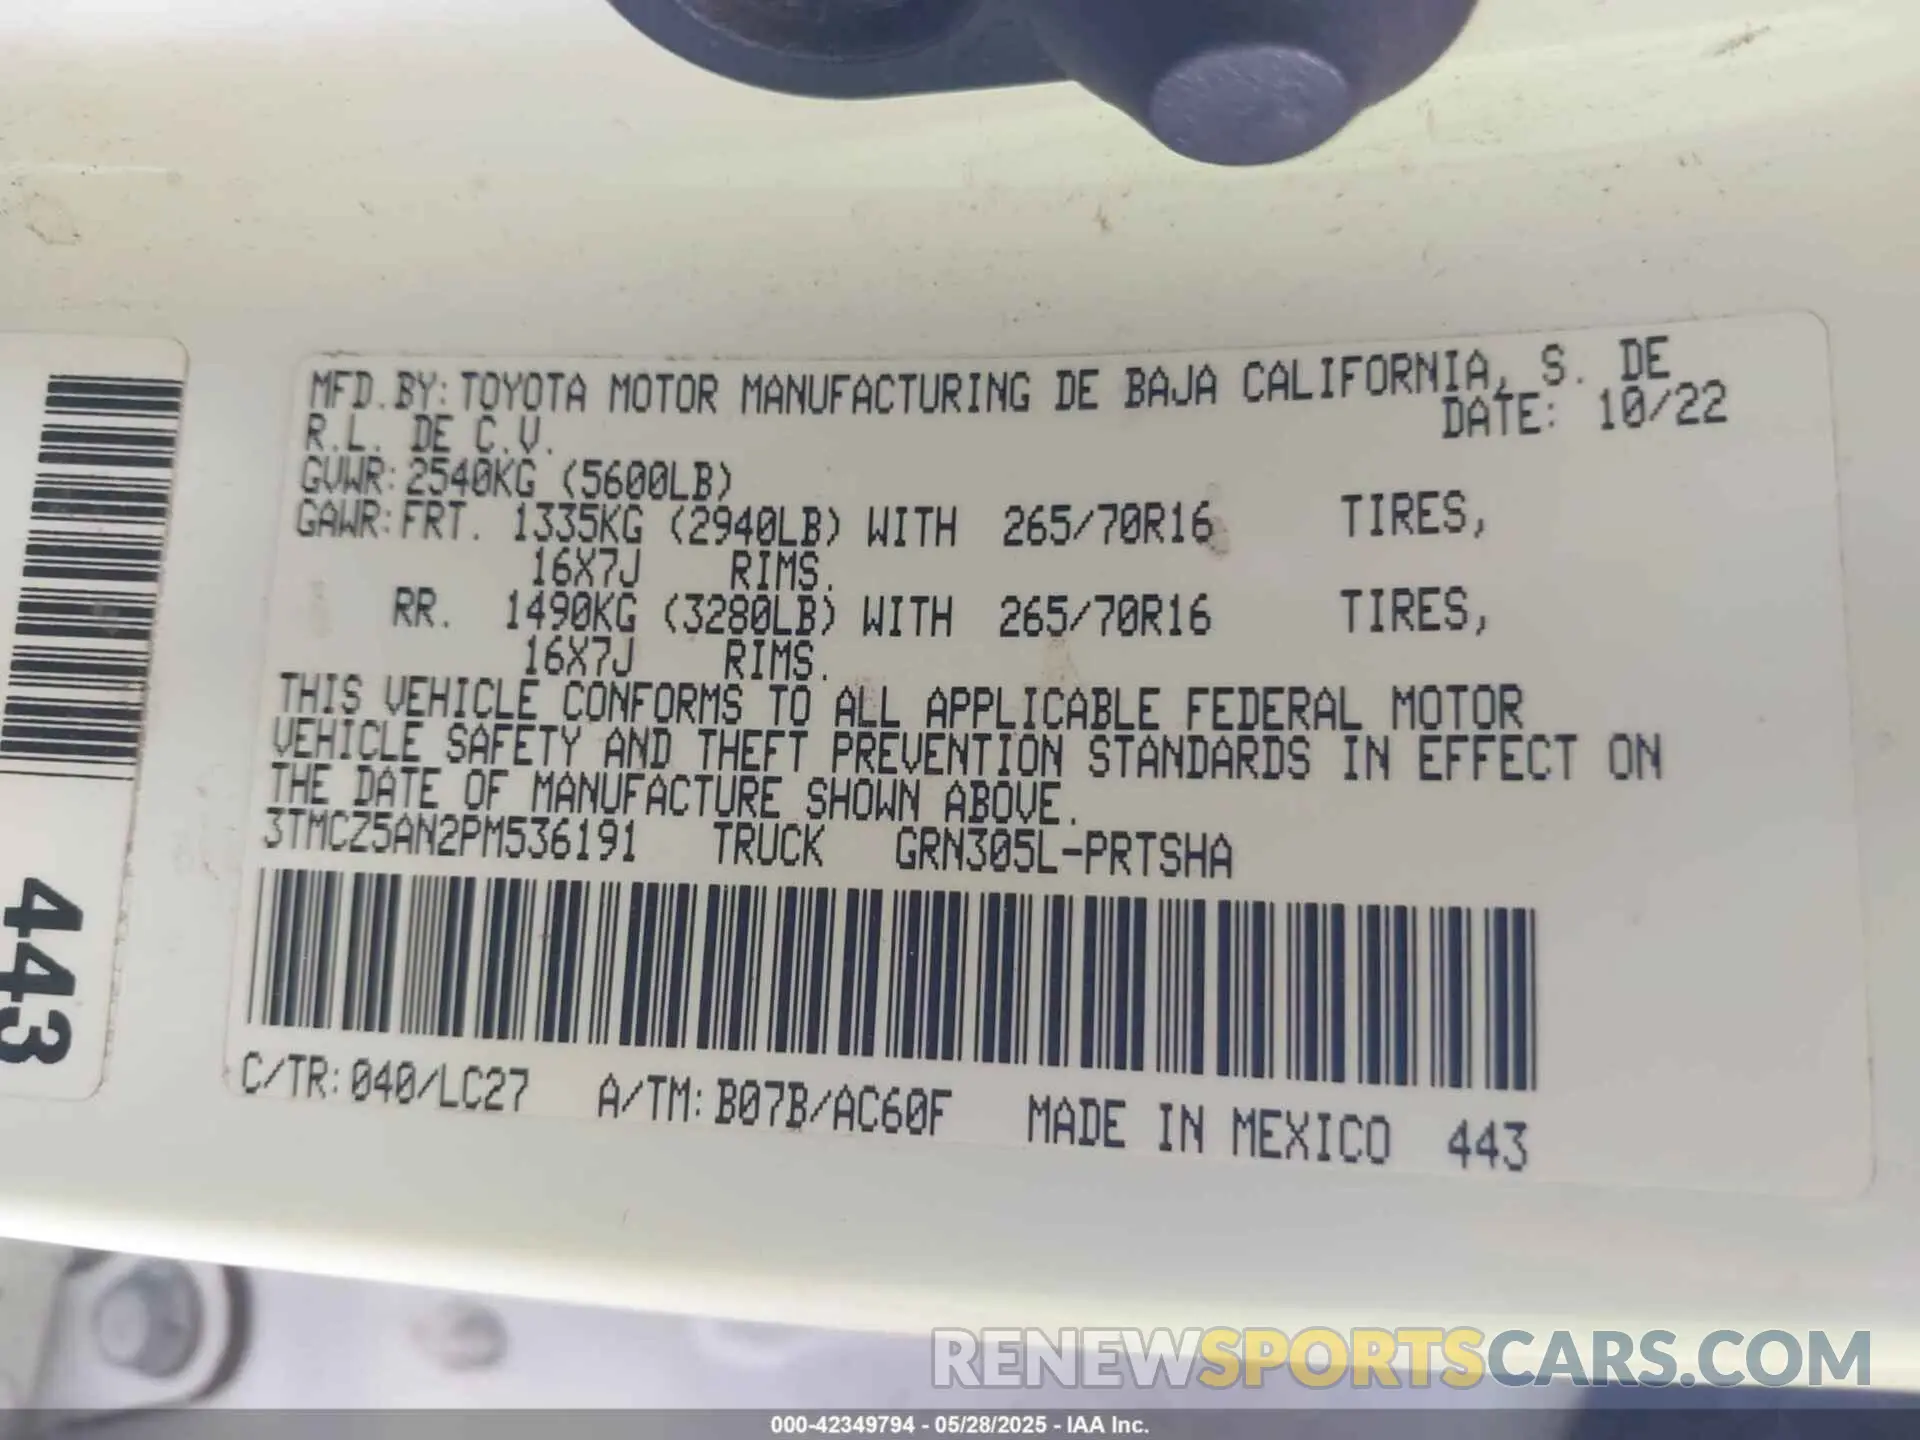 MFD.BY:TOYOTA MOTOR MANUFACTURING DE BAJA CALIFORNIA, S. DE
R.L. DE C.V. DATE: 10/22
GVWR:2540KG (5600LB)
GAWR:FRT. 1335KG (2940LB) WITH 265/70R16 TIRES,
16X7J RIMS.
RR. 1490KG (3280LB) WITH 265/70R16 TIRES,
16X7J RIMS.
THIS VEHICLE CONFORMS TO ALL APPLICABLE FEDERAL MOTOR
VEHICLE SAFETY AND THEFT PREVENTION STANDARDS IN EFFECT ON
THE DATE OF MANUFACTURE SHOWN ABOVE.
3TMCZ5AN2PM536191 TRUCK GRN305L-PRTSHA
C/TR:040/LC27 A/TM:B07B/AC60F MADE IN MEXICO 443
443
RENEWSPORTSCARS.COM
000-42349794 - 05/28/2025 - IAA Inc.